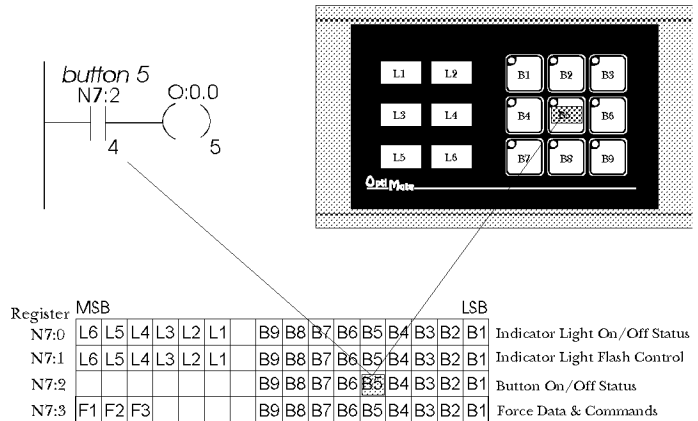 button 5
N7:2 O:0.0
4 5
L1 L2 B1 B2 B3
L3 L4 B4 B5 B6
L5 L6 B7 B8 B9
Opti Mate
Register MSB LSB
N7:0 L6 L5 L4 L3 L2 L1 B9 B8 B7 B6 B5 B4 B3 B2 B1 Indicator Light On/Off Status
N7:1 L6 L5 L4 L3 L2 L1 B9 B8 B7 B6 B5 B4 B3 B2 B1 Indicator Light Flash Control
N7:2 B9 B8 B7 B6 B5 B4 B3 B2 B1 Button On/Off Status
N7:3 F1 F2 F3 B9 B8 B7 B6 B5 B4 B3 B2 B1 Force Data & Commands